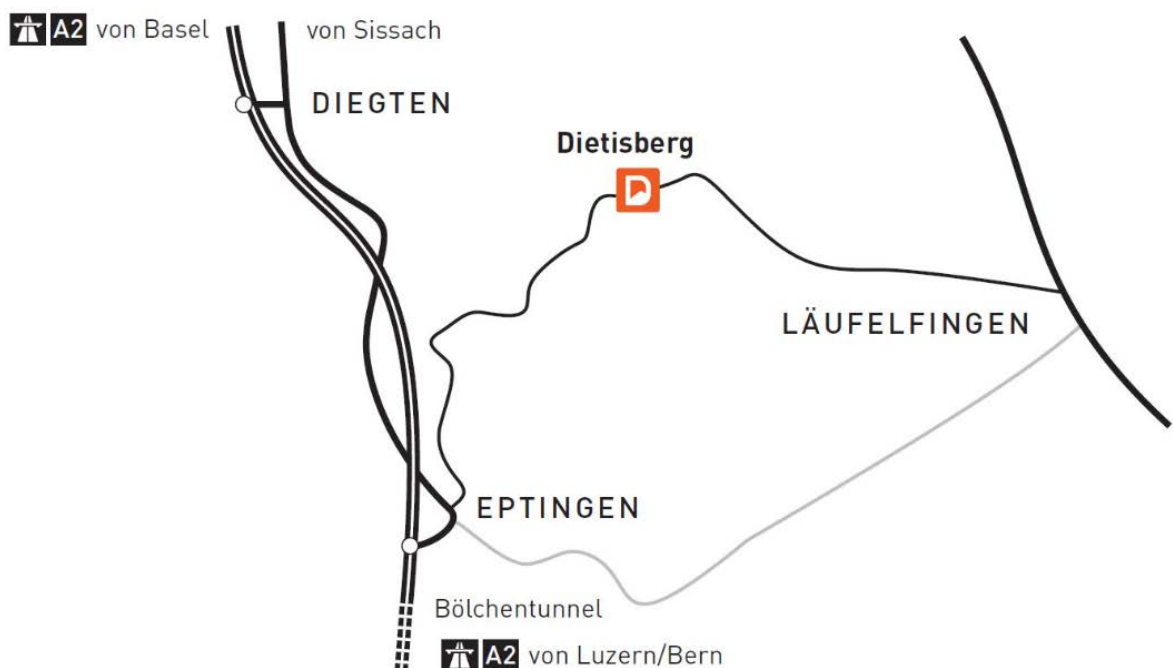 A2 von Basel
von Sissach
DIEGTEN
Dietisberg
D
LÄUFELFINGEN
EPTINGEN
Bölchentunnel
A2 von Luzern/Bern